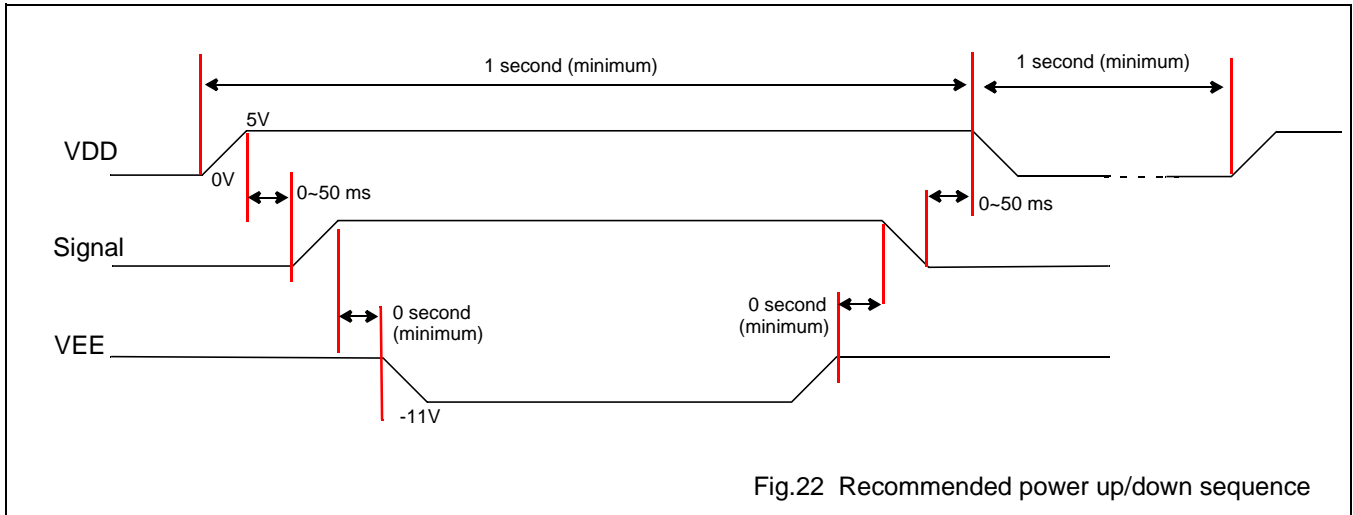 1 second (minimum)
1 second (minimum)
5V
VDD
0V
0~50 ms
0~50 ms
Signal
0 second
(minimum)
0 second
(minimum)
VEE
-11V
Fig.22 Recommended power up/down sequence